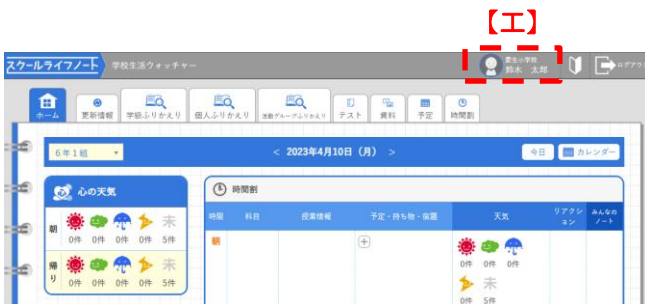 【エ】
スクールライフノート 学校生活ウォッチャー
愛生小学校
鈴木 太郎
ログアウ
ホーム 更新情報 学級ふりかえり 個人ふりかえり 活動グループふりかえり テスト 資料 予定 時間割
6年1組 < 2023年4月10日（月） > 今日 カレンダー
心の天気
朝 未
0件 0件 0件 0件 5件
帰り 未
0件 0件 0件 0件 5件
時間割
時間 科目 授業情報 予定・持ち物・宿題 天気 リアクション みんなのノート
朝
0件 0件 0件
未
0件 5件